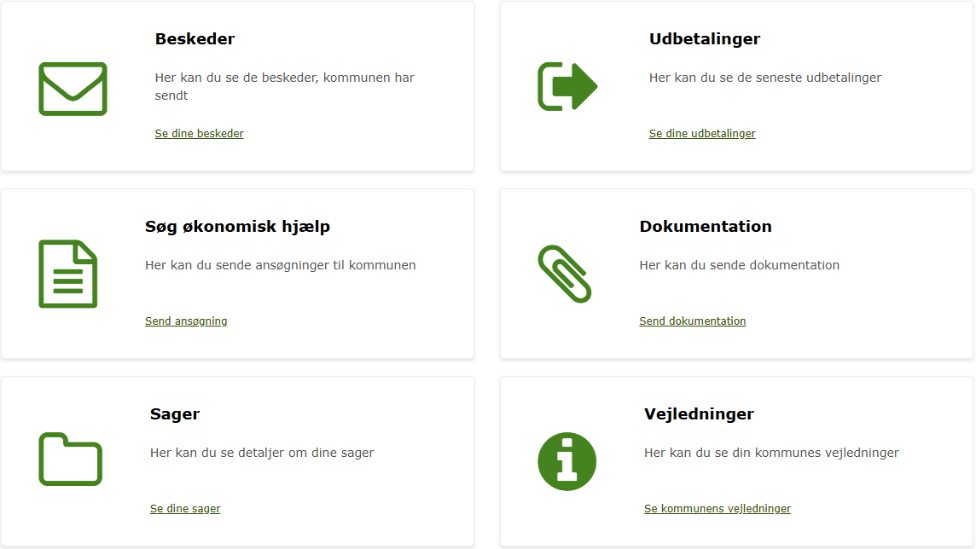 Beskeder
Her kan du se de beskeder, kommunen har
sendt
Se dine beskeder
Udbetalinger
Her kan du se de seneste udbetalinger
Se dine udbetalinger
Søg økonomisk hjælp
Her kan du sende ansøgninger til kommunen
Send ansøgning
Dokumentation
Her kan du sende dokumentation
Send dokumentation
Sager
Her kan du se detaljer om dine sager
Se dine sager
Vejledninger
Her kan du se din kommunes vejledninger
Se kommunens vejledninger